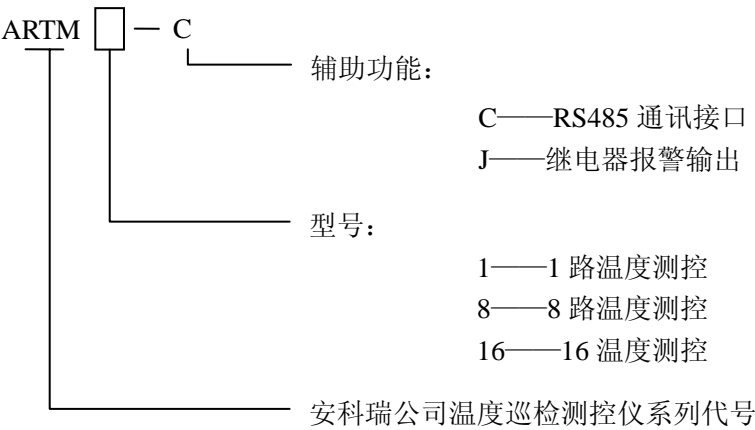 ARTM □ — C
辅助功能：
C——RS485 通讯接口
J——继电器报警输出
型号：
1——1 路温度测控
8——8 路温度测控
16——16 温度测控
安科瑞公司温度巡检测控仪系列代号